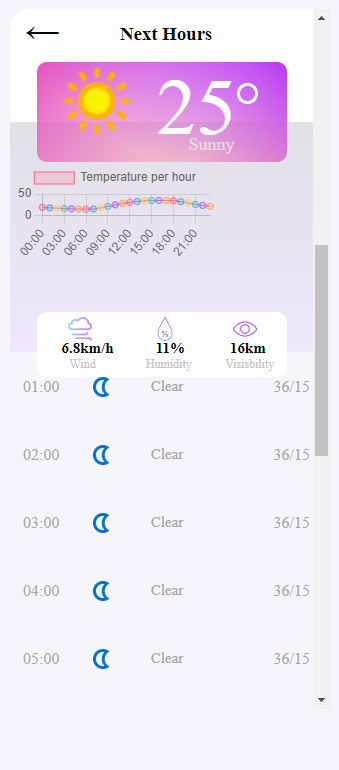 Next Hours
25°
Sunny
Temperature per hour
50
0
00:00 03:00 06:00 09:00 12:00 15:00 18:00 21:00
6.8km/h 11% 16km
Wind Humidity Visisbility
%
01:00 Clear 36/15
02:00 Clear 36/15
03:00 Clear 36/15
04:00 Clear 36/15
05:00 Clear 36/15